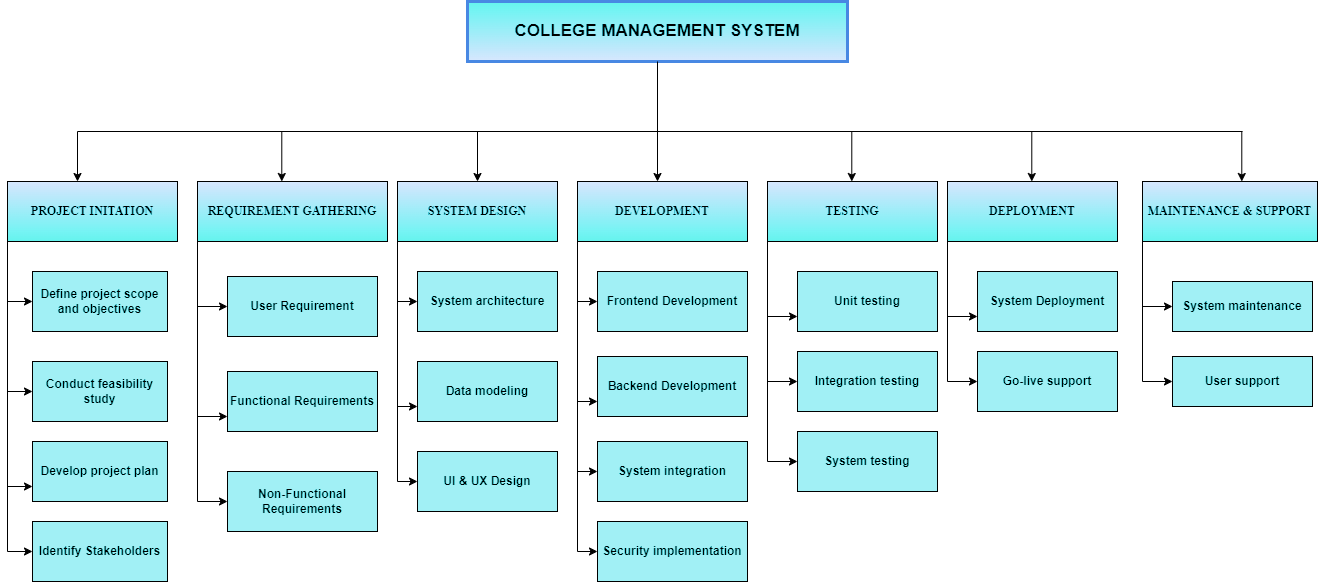 COLLEGE MANAGEMENT SYSTEM
PROJECT INITATION
REQUIREMENT GATHERING
SYSTEM DESIGN
DEVELOPMENT
TESTING
DEPLOYMENT
MAINTENANCE & SUPPORT
Define project scope
and objectives
Conduct feasibility
study
Develop project plan
Identify Stakeholders
User Requirement
Functional Requirements
Non-Functional
Requirements
System architecture
Data modeling
UI & UX Design
Frontend Development
Backend Development
System integration
Security implementation
Unit testing
Integration testing
System testing
System Deployment
Go-live support
System maintenance
User support